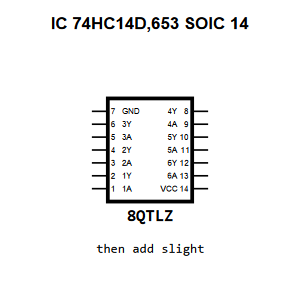 IC 74HC14D,653 SOIC 14
7 GND 4Y 8
6 3Y 4A 9
5 3A 5Y 10
4 2Y 5A 11
3 2A 6Y 12
2 1Y 6A 13
1 1A VCC 14
8QTLZ
then add slight